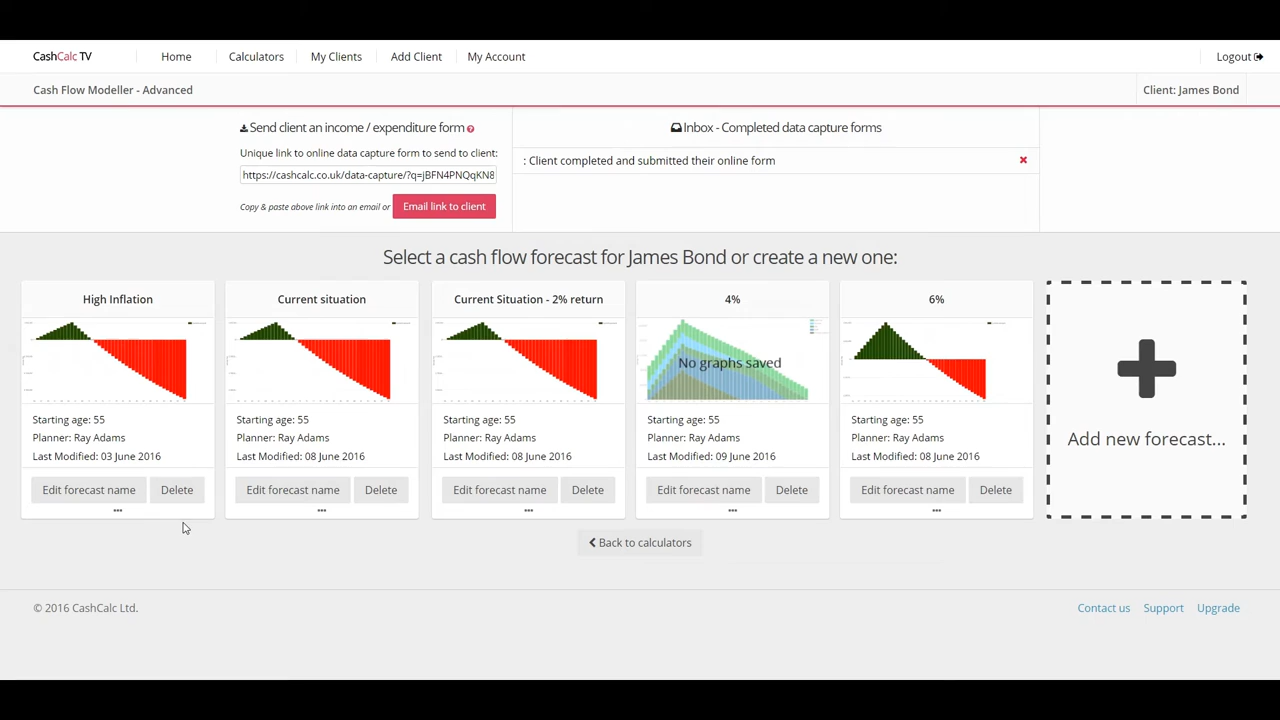 CashCalc TV
Home
Calculators
My Clients
Add Client
My Account
Logout
Cash Flow Modeller - Advanced
Client: James Bond
Send client an income / expenditure form
Unique link to online data capture form to send to client:
https://cashcalc.co.uk/data-capture/?q=jBFN4PNQqKN8
Copy & paste above link into an email or
Email link to client
Inbox - Completed data capture forms
: Client completed and submitted their online form
Select a cash flow forecast for James Bond or create a new one:
High Inflation
Starting age: 55
Planner: Ray Adams
Last Modified: 03 June 2016
Edit forecast name
Delete
Current situation
Starting age: 55
Planner: Ray Adams
Last Modified: 08 June 2016
Edit forecast name
Delete
Current Situation - 2% return
Starting age: 55
Planner: Ray Adams
Last Modified: 08 June 2016
Edit forecast name
Delete
4%
No graphs saved
Starting age: 55
Planner: Ray Adams
Last Modified: 09 June 2016
Edit forecast name
Delete
6%
Starting age: 55
Planner: Ray Adams
Last Modified: 08 June 2016
Edit forecast name
Delete
Add new forecast...
Back to calculators
© 2016 CashCalc Ltd.
Contact us
Support
Upgrade